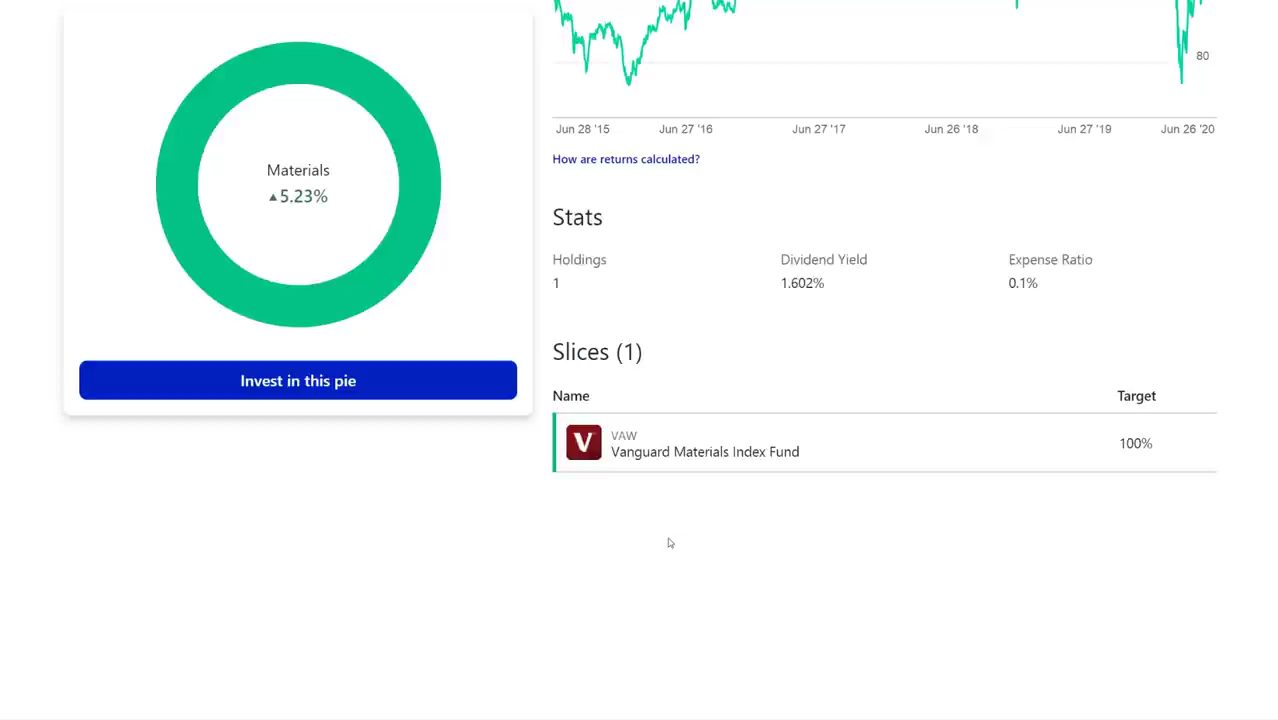 80
Jun 28 '15 Jun 27 '16 Jun 27 '17 Jun 26 '18 Jun 27 '19 Jun 26 '20
How are returns calculated?
Materials
▲5.23%
Invest in this pie
Stats
Holdings Dividend Yield Expense Ratio
1 1.602% 0.1%
Slices (1)
Name Target
V
VAW
Vanguard Materials Index Fund
100%